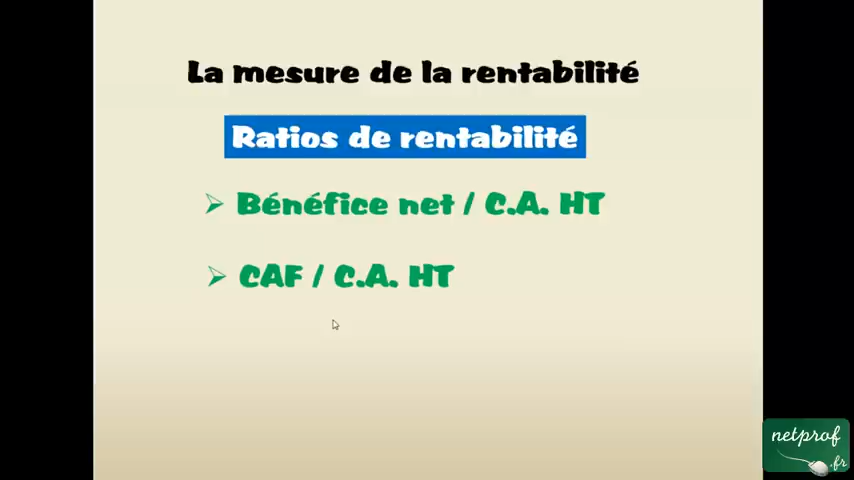 La mesure de la rentabilité
Ratios de rentabilité
Bénéfice net / C.A. HT
CAF / C.A. HT
netprof
.fr